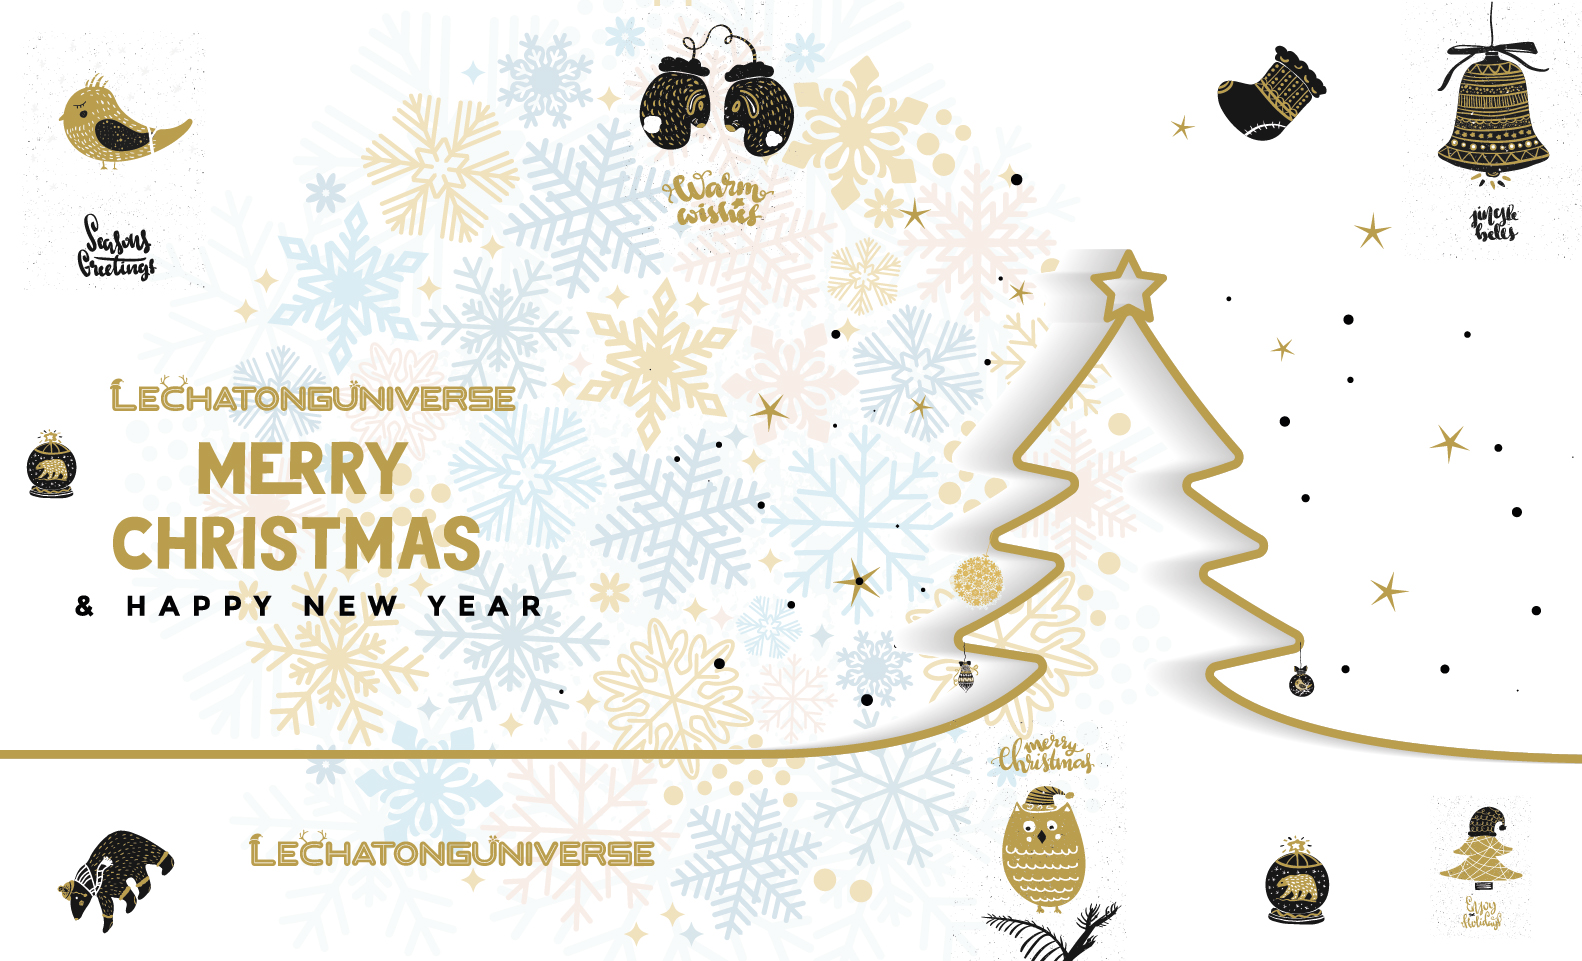 Warm
wishes
Seasons
Greetings
jingle
bells
LECHATONGUNIVERSE
MERRY
CHRISTMAS
& HAPPY NEW YEAR
merry
Christmas
LECHATONGUNIVERSE
Enjoy
Holidays